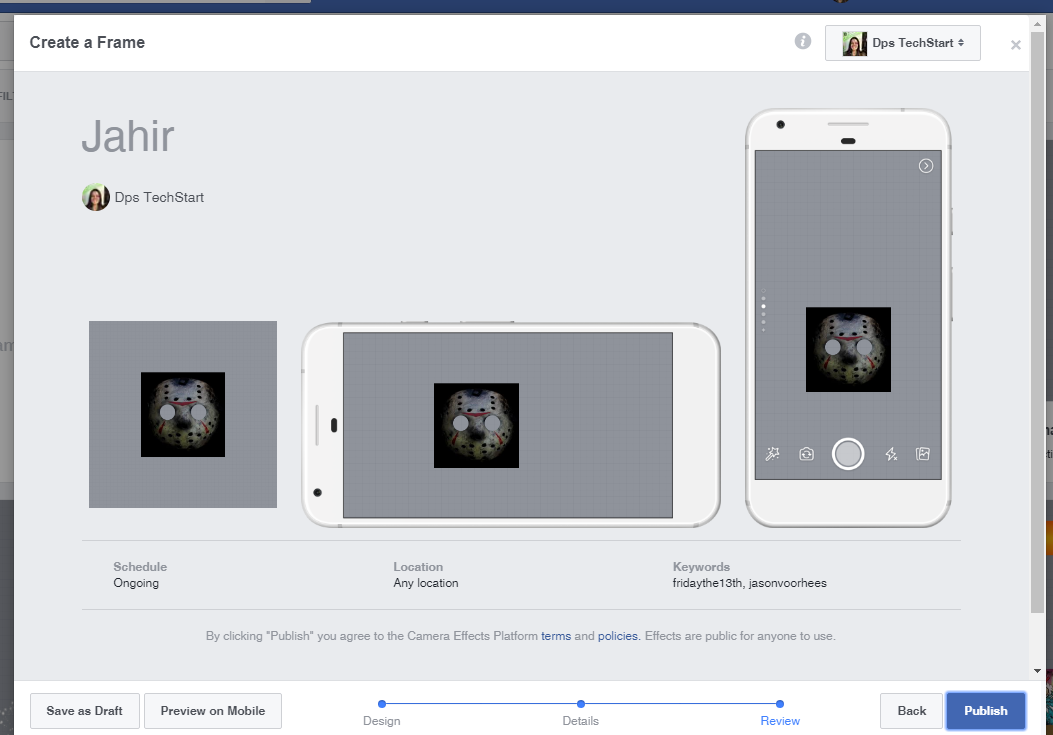 Create a Frame
Dps TechStart
Jahir
Dps TechStart
Schedule
Ongoing
Location
Any location
Keywords
fridaythe13th, jasonvoorhees
By clicking "Publish" you agree to the Camera Effects Platform terms and policies. Effects are public for anyone to use.
Save as Draft
Preview on Mobile
Design
Details
Review
Back
Publish